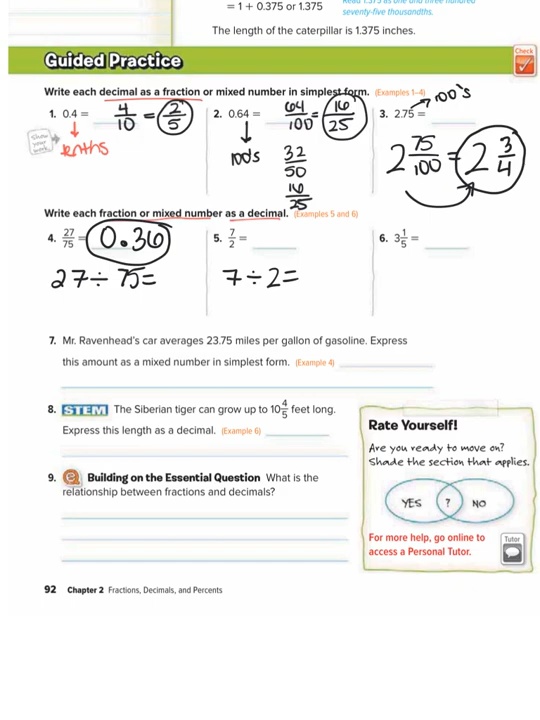 = 1 + 0.375 or 1.375
seventy-five thousandths.
The length of the caterpillar is 1.375 inches.
Guided Practice
Check
Write each decimal as a fraction or mixed number in simplest form. (Examples 1–4)
1. 0.4 = 4/10 = 2/5
Show your work.
tenths
2. 0.64 = 64/100 = 16/25
100's
32/50
16/25
3. 2.75 = 100's
2 75/100 = 2 3/4
Write each fraction or mixed number as a decimal. (Examples 5 and 6)
4. 27/75 = 0.36
27 ÷ 75 =
5. 7/2 =
7 ÷ 2 =
6. 3 1/5 =
7. Mr. Ravenhead's car averages 23.75 miles per gallon of gasoline. Express
this amount as a mixed number in simplest form. (Example 4)
8. STEM The Siberian tiger can grow up to 10 4/5 feet long.
Express this length as a decimal. (Example 6)
9. Building on the Essential Question What is the
relationship between fractions and decimals?
Rate Yourself!
Are you ready to move on?
Shade the section that applies.
YES ? NO
For more help, go online to
access a Personal Tutor.
Tutor
92 Chapter 2 Fractions, Decimals, and Percents